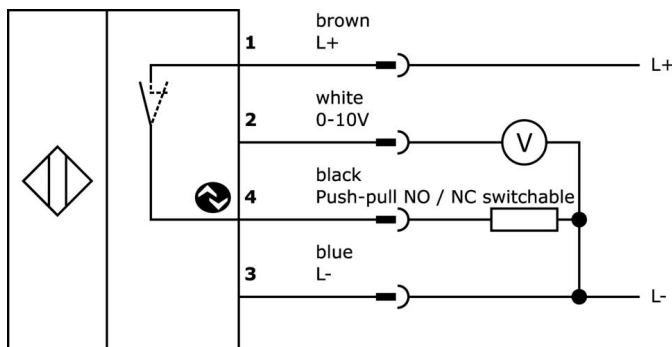 brown
1 L+
L+
white
2 0-10V
V
black
4 Push-pull NO / NC switchable
blue
3 L-
L-